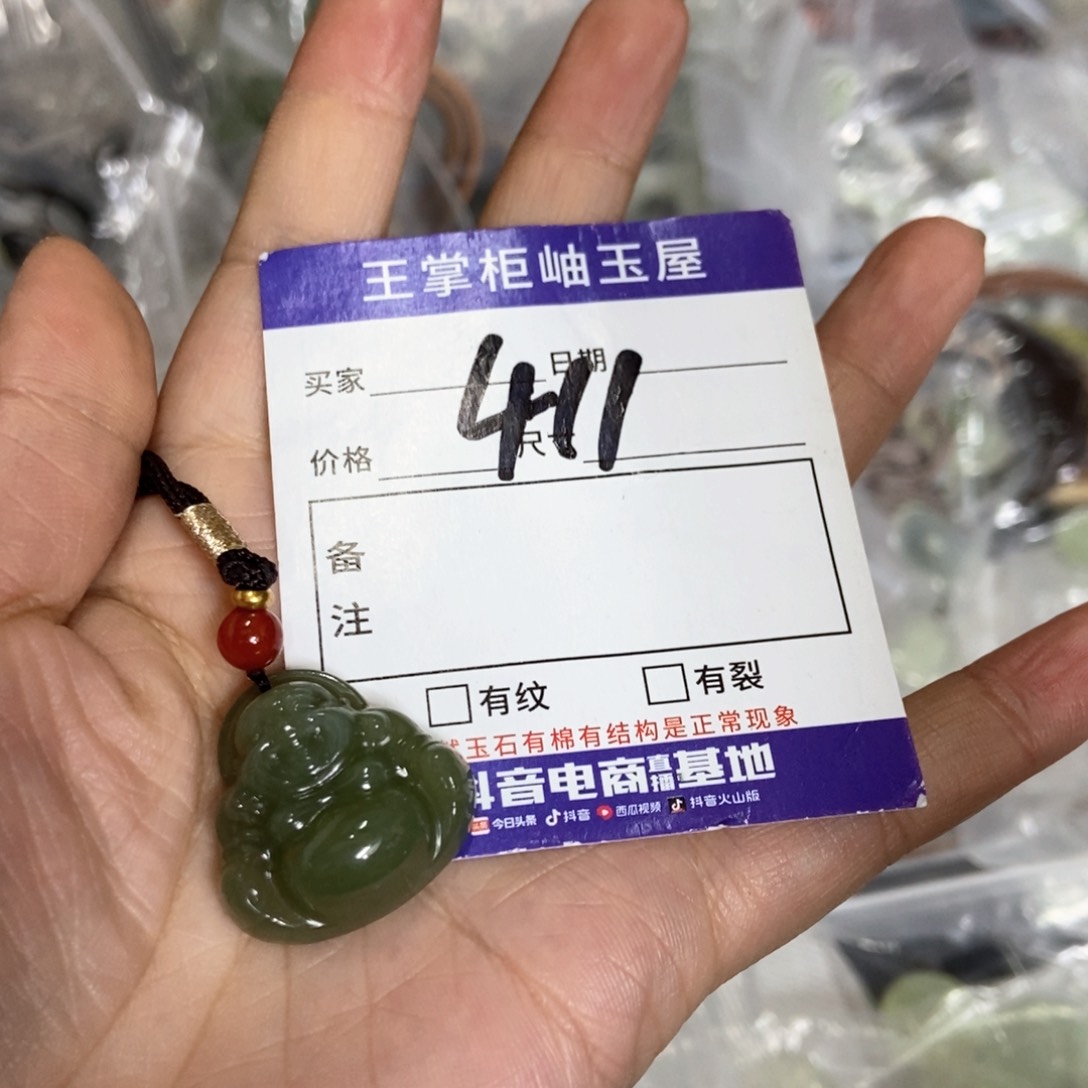 王掌柜岫玉屋
买家 日期
411
价格 尺寸
备
注
有纹 有裂
玉石有棉有结构是正常现象
抖音电商直播基地
今日头条 抖音 西瓜视频 抖音火山版